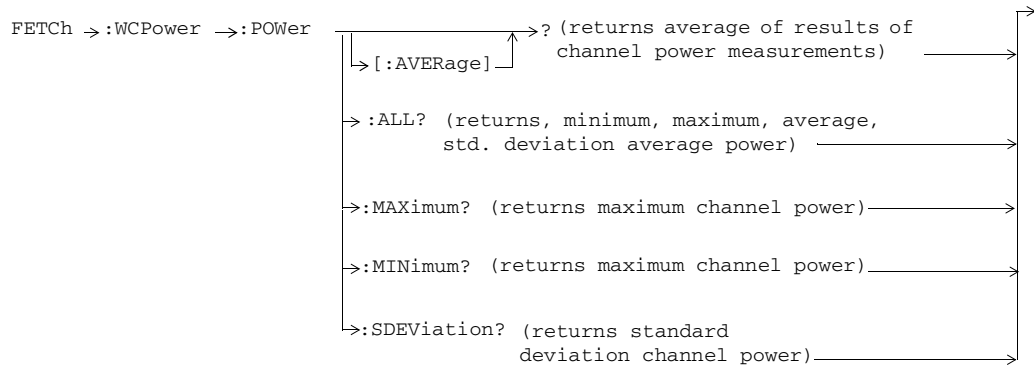 FETCh :WCPower :POWer ? (returns average of results of
channel power measurements)
[:AVERage]
:ALL? (returns, minimum, maximum, average,
std. deviation average power)
:MAXimum? (returns maximum channel power)
:MINimum? (returns maximum channel power)
:SDEViation? (returns standard
deviation channel power)